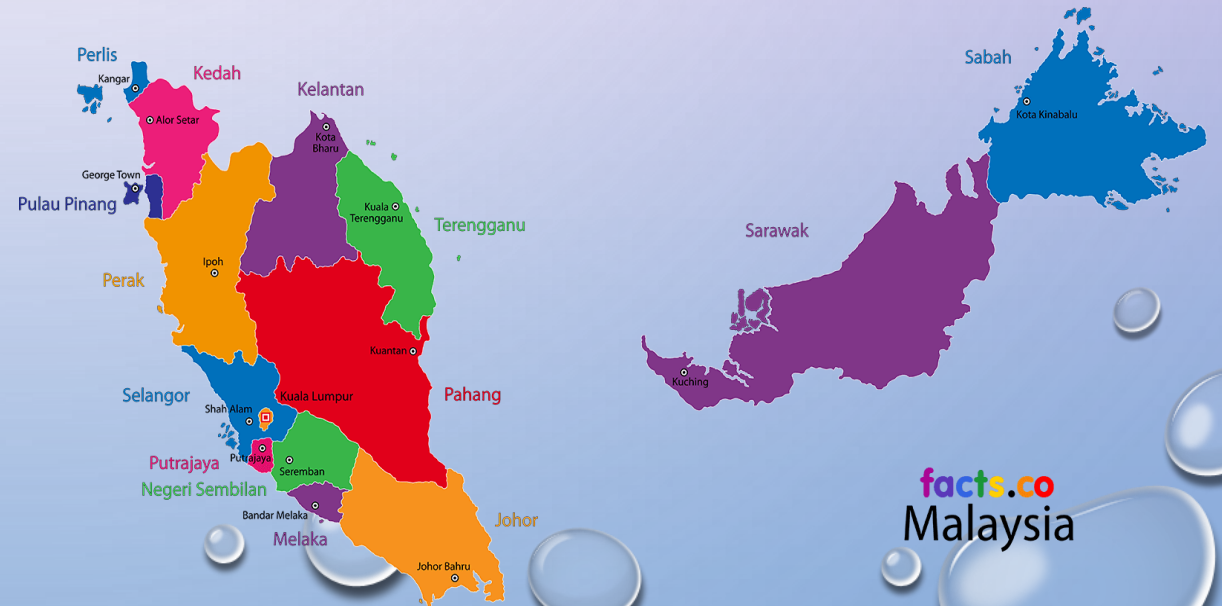 Perlis
Kangar
Kedah
Alor Setar
Kelantan
Kota
Bharu
George Town
Pulau Pinang
Kuala
Terengganu
Terengganu
Ipoh
Perak
Kuantan
Selangor
Kuala Lumpur
Pahang
Shah Alam
Putrajaya
Putrajaya
Seremban
Negeri Sembilan
Bandar Melaka
Melaka
Johor
Johor Bahru
Sabah
Kota Kinabalu
Sarawak
Kuching
facts.co
Malaysia